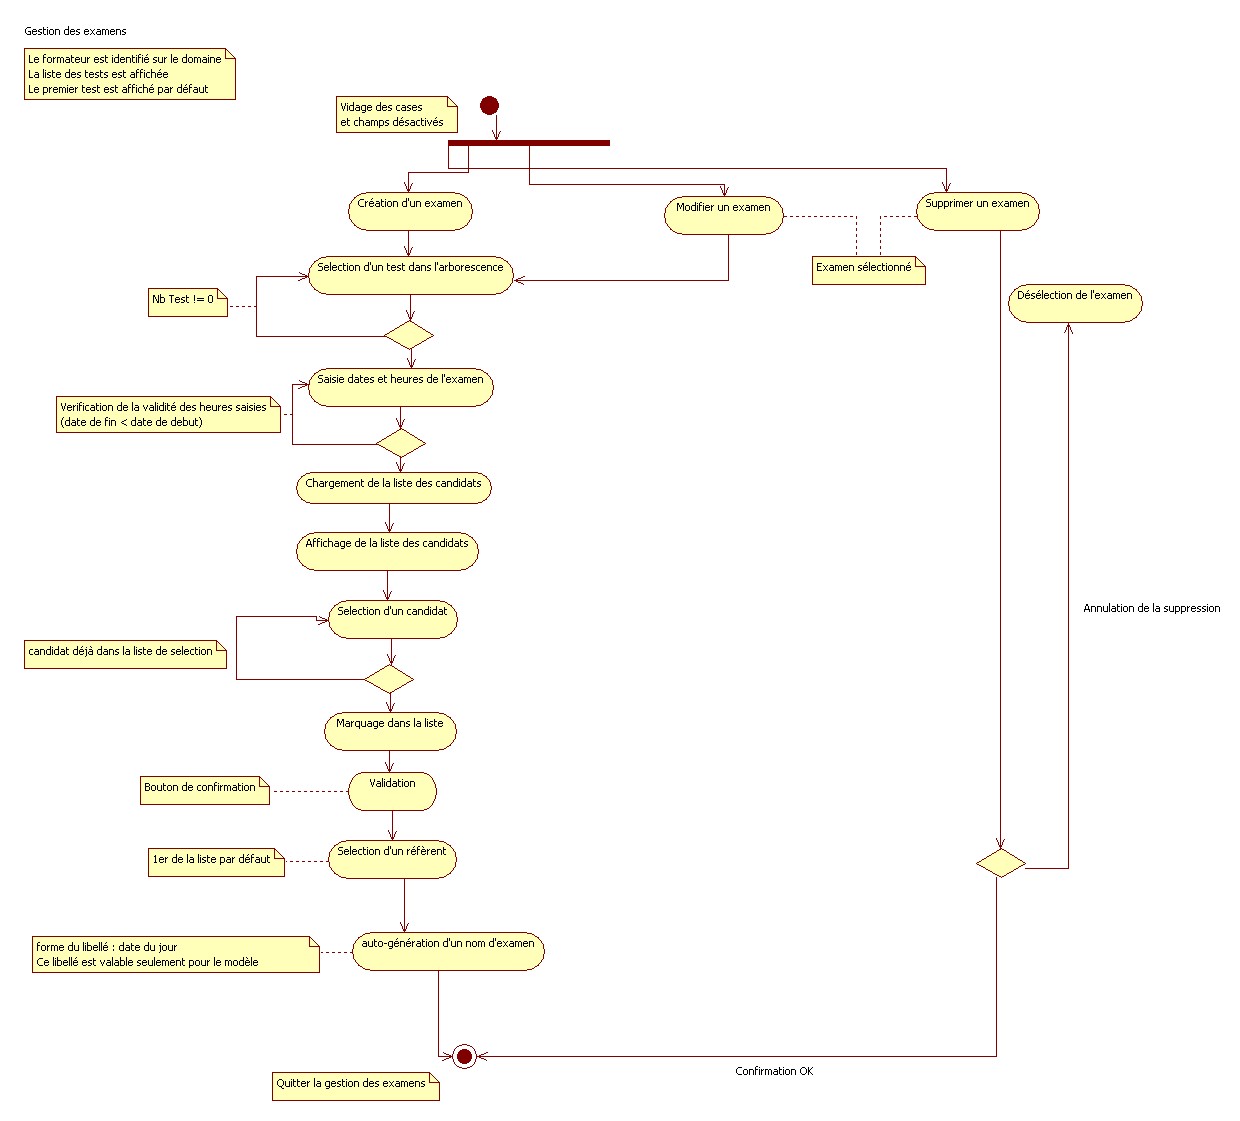 Gestion des examens
Le formateur est identifié sur le domaine
La liste des tests est affichée
Le premier test est affiché par défaut
Vidage des cases
et champs désactivés
Création d'un examen
Modifier un examen
Supprimer un examen
Selection d'un test dans l'arborescence
Examen sélectionné
Nb Test != 0
Désélection de l'examen
Saisie dates et heures de l'examen
Verification de la validité des heures saisies
(date de fin < date de debut)
Chargement de la liste des candidats
Affichage de la liste des candidats
Selection d'un candidat
Annulation de la suppression
candidat déjà dans la liste de selection
Marquage dans la liste
Validation
Bouton de confirmation
Selection d'un réfèrent
1er de la liste par défaut
auto-génération d'un nom d'examen
forme du libellé : date du jour
Ce libellé est valable seulement pour le modèle
Confirmation OK
Quitter la gestion des examens